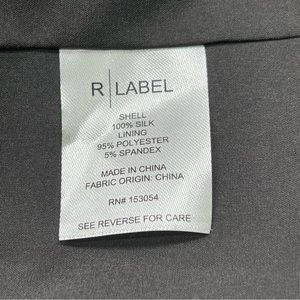 R | LABEL
SHELL
100% SILK
LINING
95% POLYESTER
5% SPANDEX
MADE IN CHINA
FABRIC ORIGIN: CHINA
RN# 153054
SEE REVERSE FOR CARE